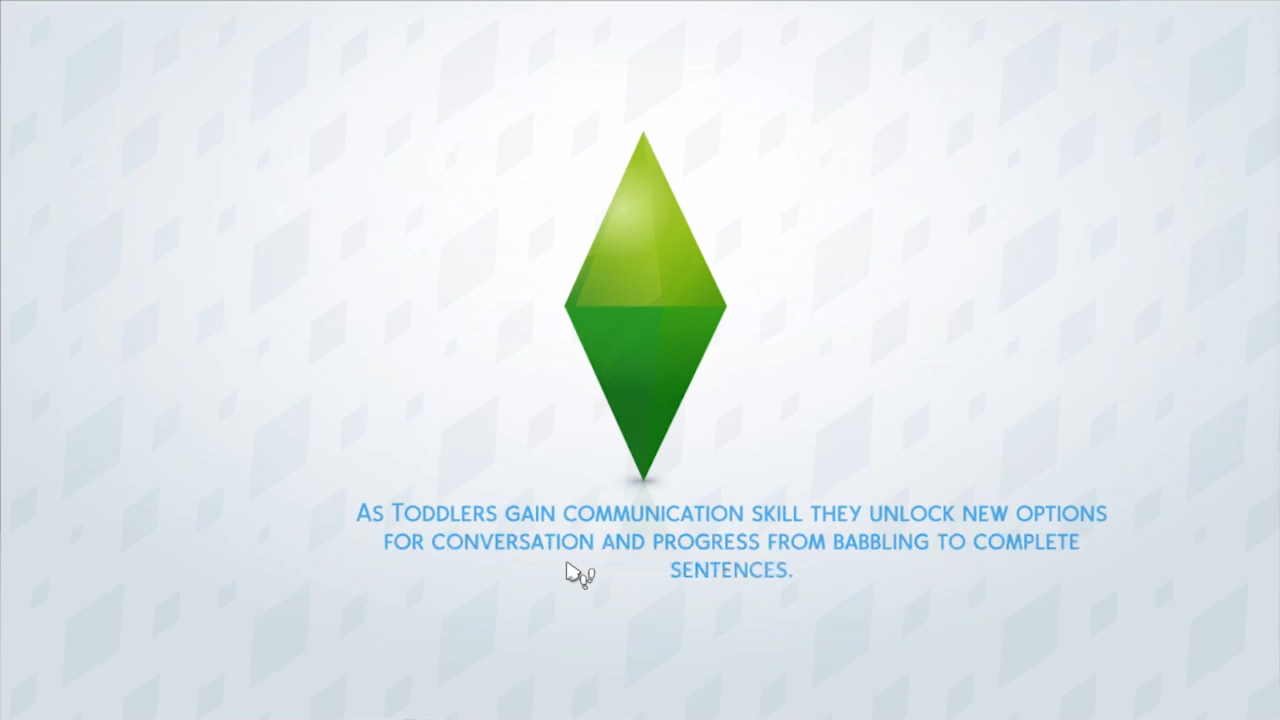 As Toddlers gain communication skill they unlock new options
for conversation and progress from babbling to complete
sentences.